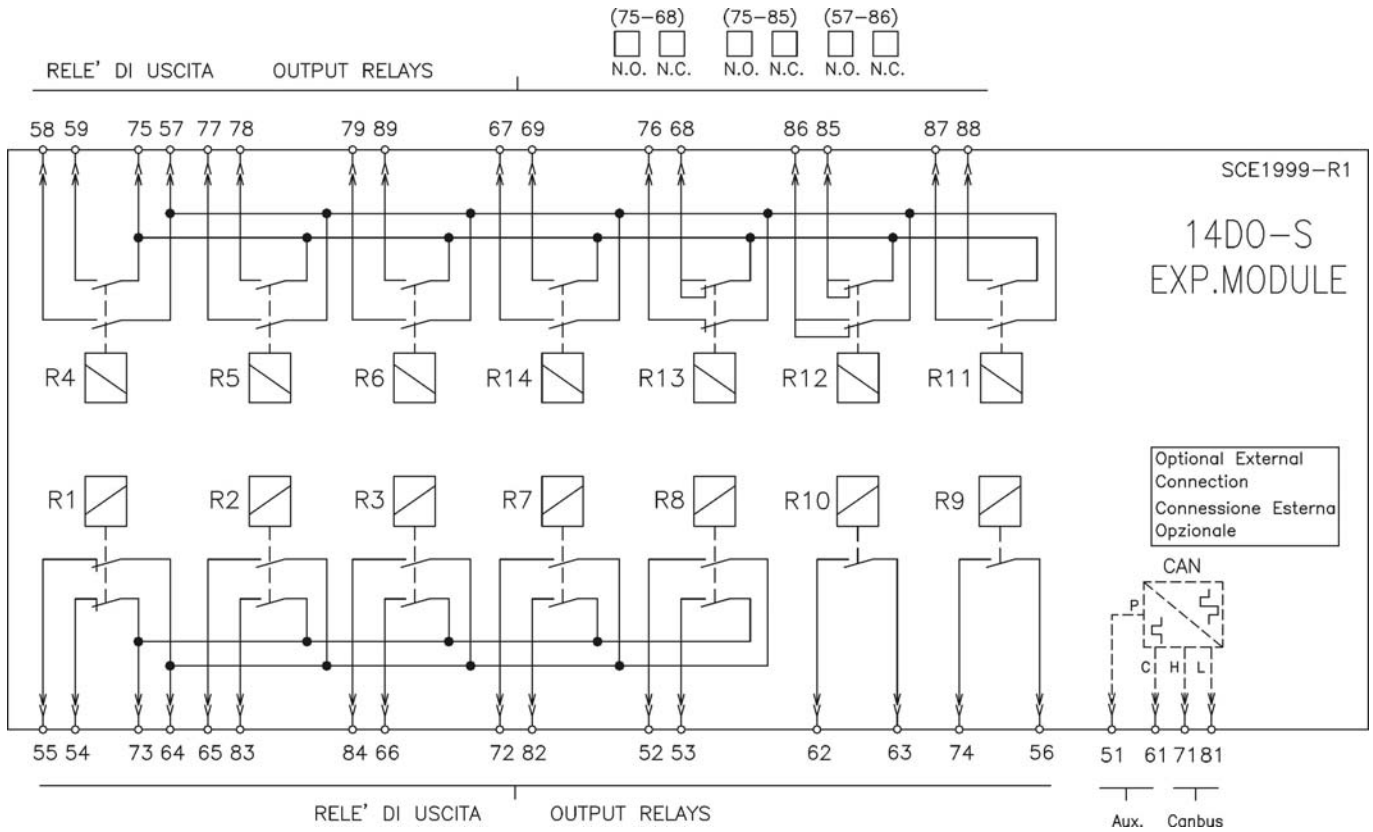 (75-68) (75-85) (57-86)
N.O. N.C. N.O. N.C. N.O. N.C.
RELE' DI USCITA OUTPUT RELAYS
58 59 75 57 77 78 79 89 67 69 76 68 86 85 87 88
SCE1999-R1
14DO-S
EXP.MODULE
R4 R5 R6 R14 R13 R12 R11
R1 R2 R3 R7 R8 R10 R9
Optional External
Connection
Connessione Esterna
Opzionale
CAN
P
C H L
55 54 73 64 65 83 84 66 72 82 52 53 62 63 74 56 51 61 71 81
RELE' DI USCITA OUTPUT RELAYS
Aux. Canbus